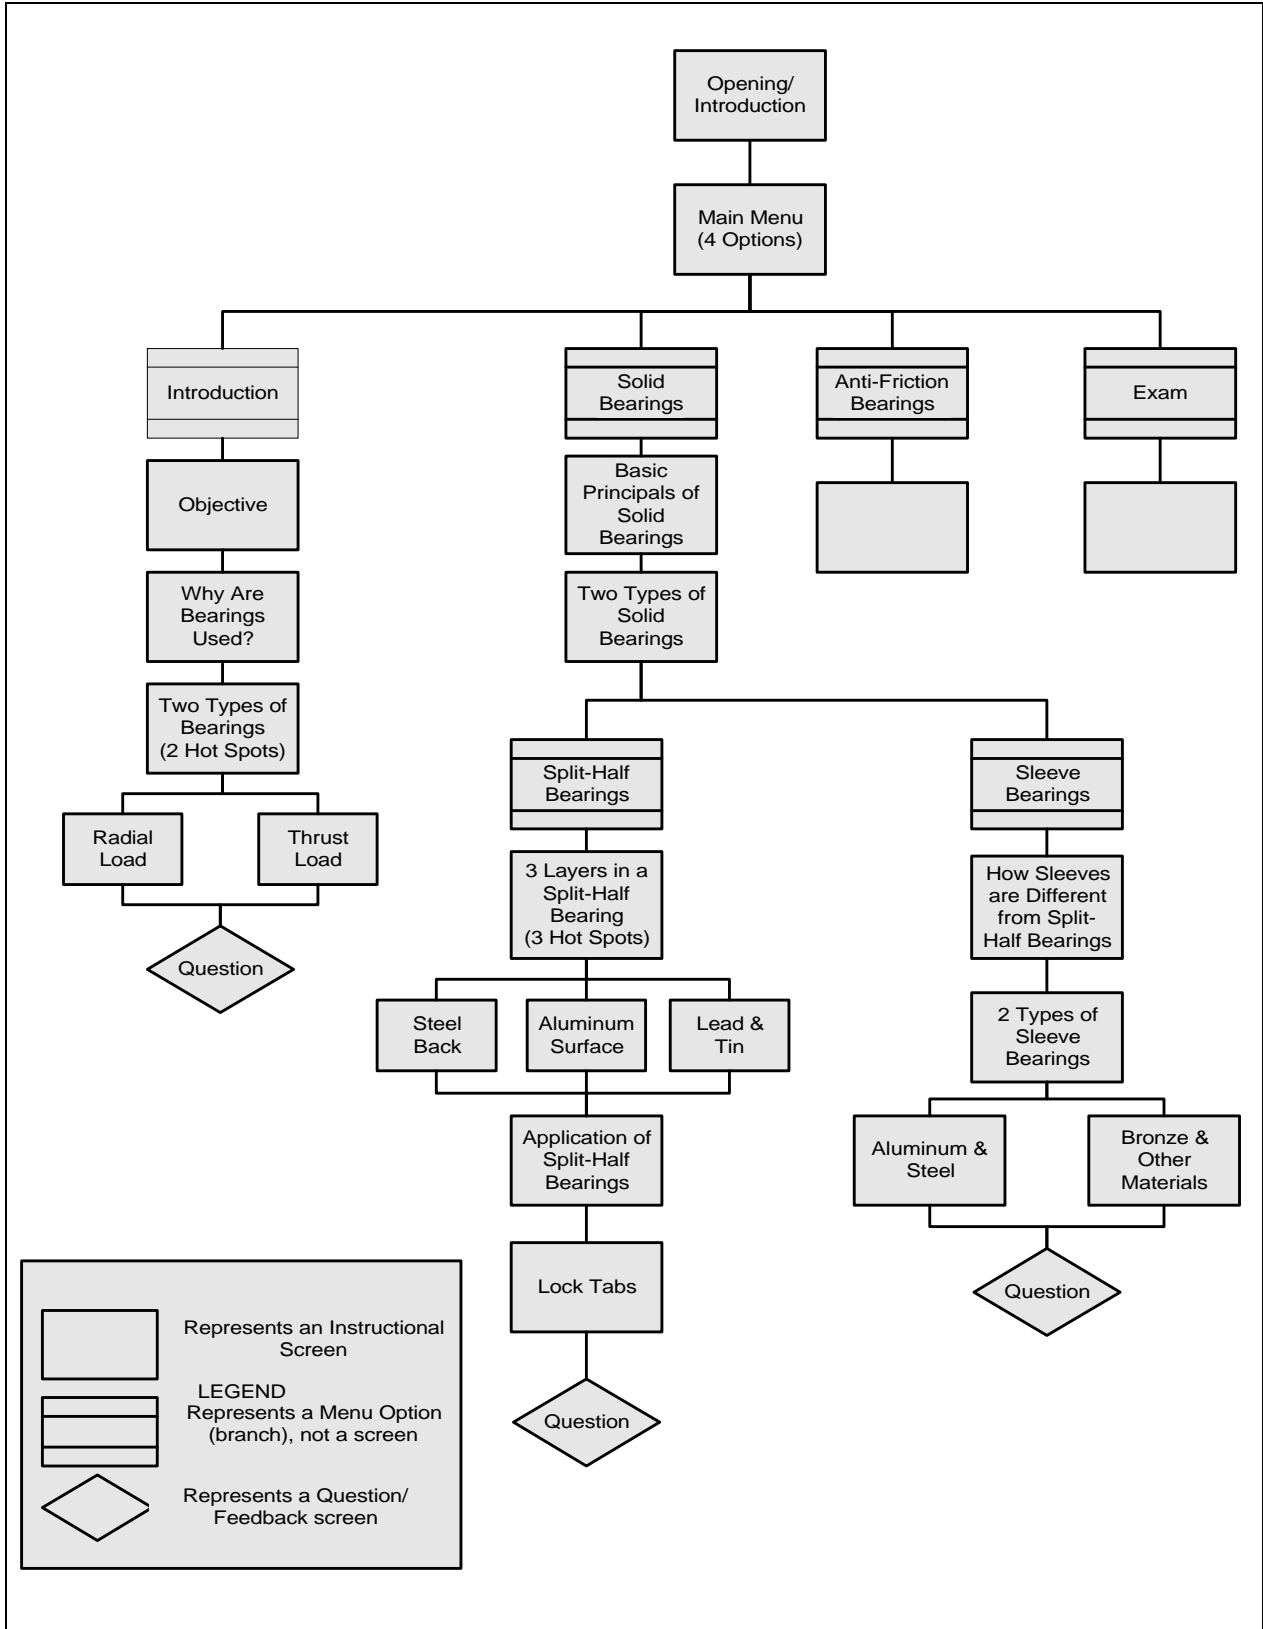 Opening/
Introduction
Main Menu
(4 Options)
Introduction
Solid
Bearings
Anti-Friction
Bearings
Exam
Objective
Basic
Principals of
Solid
Bearings
Why Are
Bearings
Used?
Two Types of
Solid
Bearings
Two Types of
Bearings
(2 Hot Spots)
Radial
Load
Thrust
Load
Question
Split-Half
Bearings
3 Layers in a
Split-Half
Bearing
(3 Hot Spots)
Steel
Back
Aluminum
Surface
Lead &
Tin
Application of
Split-Half
Bearings
Lock Tabs
Question
Sleeve
Bearings
How Sleeves
are Different
from Split-
Half Bearings
2 Types of
Sleeve
Bearings
Aluminum &
Steel
Bronze &
Other
Materials
Question
Represents an Instructional
Screen
LEGEND
Represents a Menu Option
(branch), not a screen
Represents a Question/
Feedback screen